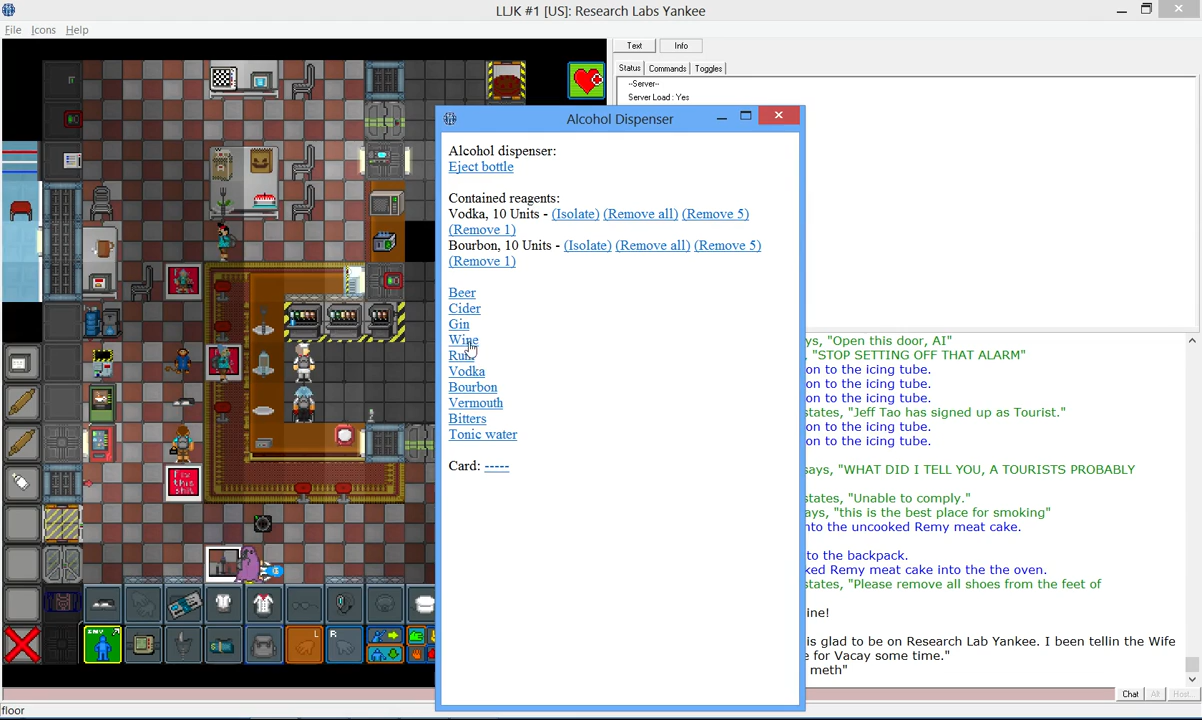 LLJK #1 [US]: Research Labs Yankee
File Icons Help
Text Info
Status Commands Toggles
--Server--
Server Load: Yes
Alcohol Dispenser
Alcohol dispenser:
Eject bottle
Contained reagents:
Vodka, 10 Units - (Isolate) (Remove all) (Remove 5)
(Remove 1)
Bourbon, 10 Units - (Isolate) (Remove all) (Remove 5)
(Remove 1)
Beer
Cider
Gin
Wine
Rum
Vodka
Bourbon
Vermouth
Bitters
Tonic water
Card: -----
ys, "Open this door, AI"
"STOP SETTING OFF THAT ALARM"
on to the icing tube.
on to the icing tube.
on to the icing tube.
states, "Jeff Tao has signed up as Tourist."
on to the icing tube.
on to the icing tube.
says, "WHAT DID I TELL YOU, A TOURISTS PROBABLY
states, "Unable to comply."
ays, "this is the best place for smoking"
nto the uncooked Remy meat cake.
to the backpack.
ked Remy meat cake into the the oven.
states, "Please remove all shoes from the feet of
ine!
is glad to be on Research Lab Yankee. I been tellin the Wife
e for Vacay some time."
meth"
Fix
this
shit
L
R
Chat Alt Host...
floor